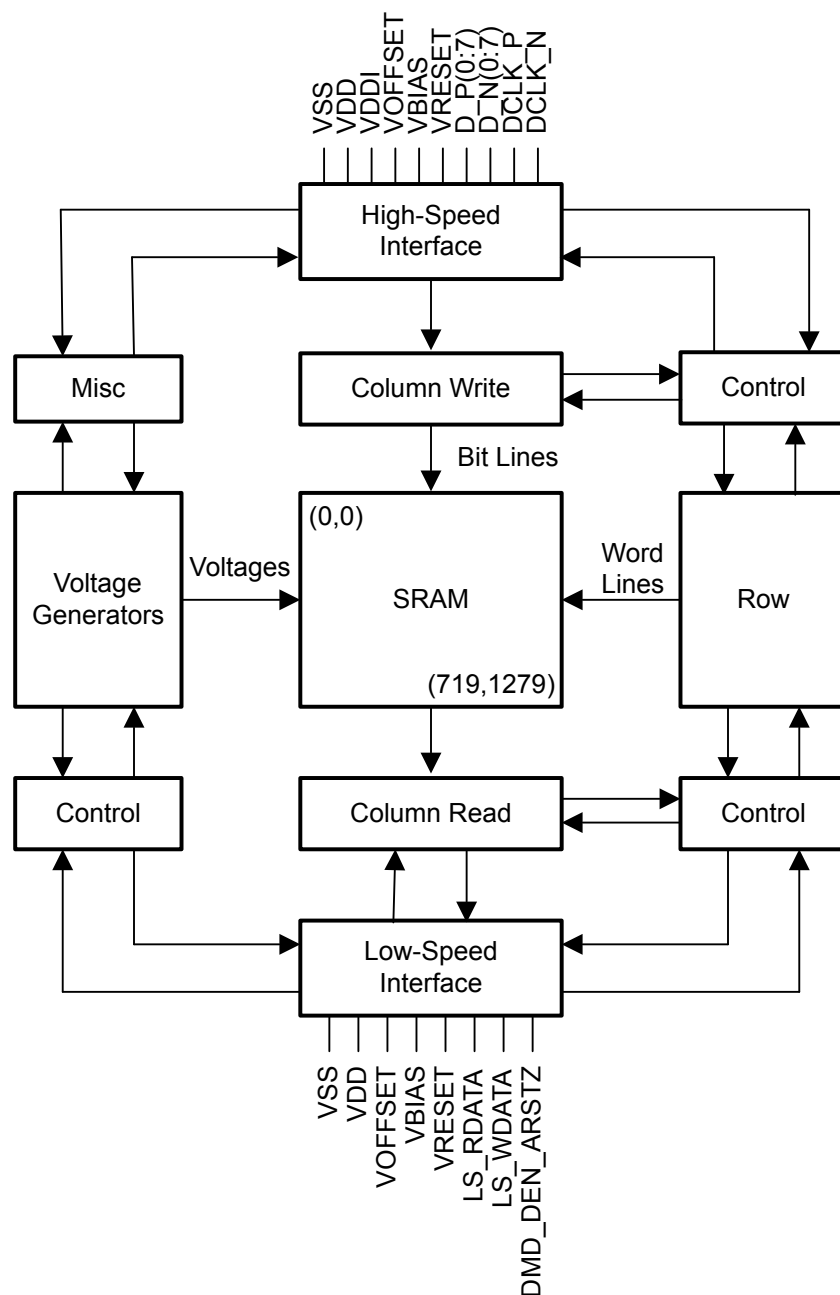 VSS
VDD
VDDI
VOFFSET
VBIAS
VRESET
D_P(0:7)
D_N(0:7)
DCLK_P
DCLK_N
High-Speed
Interface
Misc
Column Write
Control
Bit Lines
(0,0)
Voltage
Generators
Voltages
SRAM
Word
Lines
Row
(719,1279)
Control
Column Read
Control
Low-Speed
Interface
VSS
VDD
VOFFSET
VBIAS
VRESET
LS_RDATA
LS_WDATA
DMD_DEN_ARSTZ